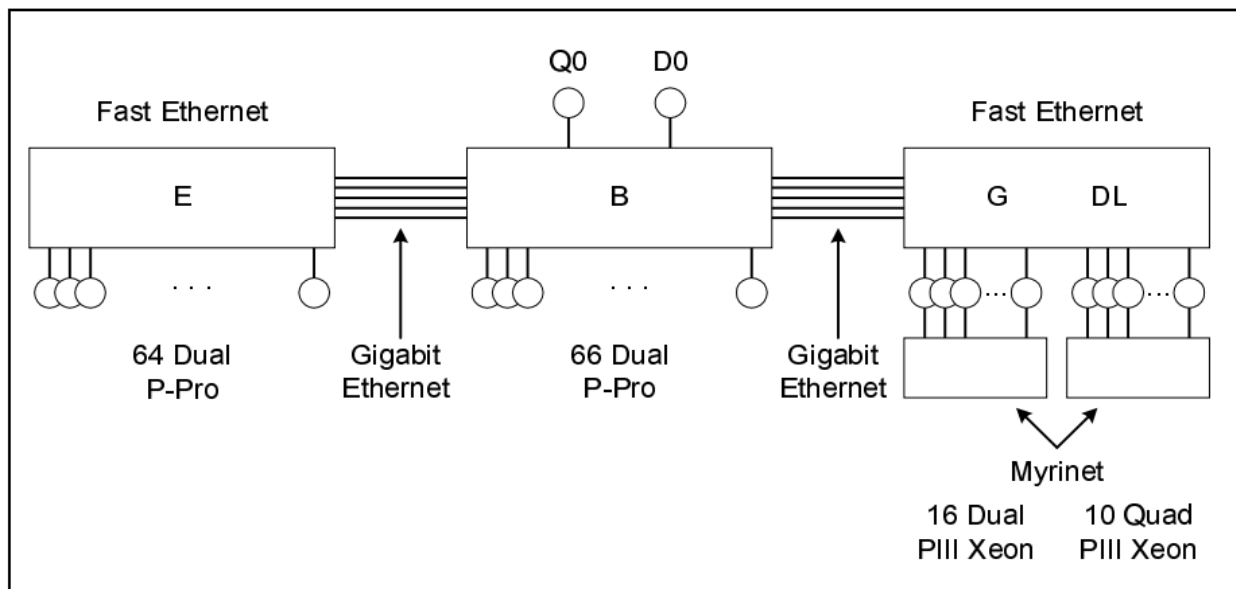 Q0 D0
Fast Ethernet
Fast Ethernet
E
B
G DL
. . .
. . .
...
...
64 Dual
P-Pro
Gigabit
Ethernet
66 Dual
P-Pro
Gigabit
Ethernet
Myrinet
16 Dual
PIII Xeon
10 Quad
PIII Xeon